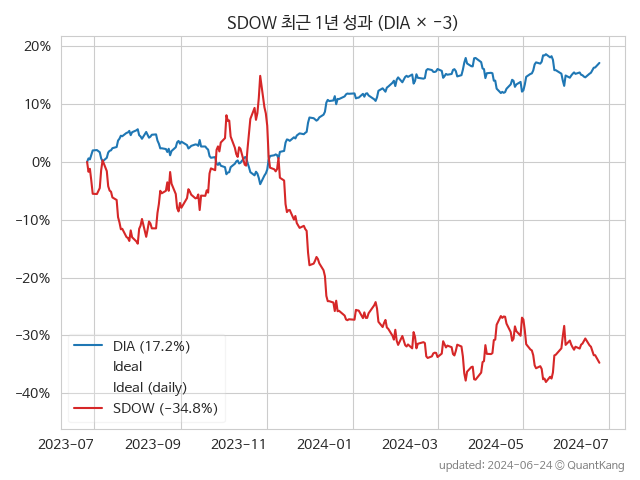 SDOW 최근 1년 성과 (DIA × −3)
20%
10%
0%
−10%
−20%
−30%
−40%
DIA (17.2%)
Ideal
Ideal (daily)
SDOW (−34.8%)
2023-07
2023-09
2023-11
2024-01
2024-03
2024-05
2024-07
updated: 2024-06-24 © QuantKang